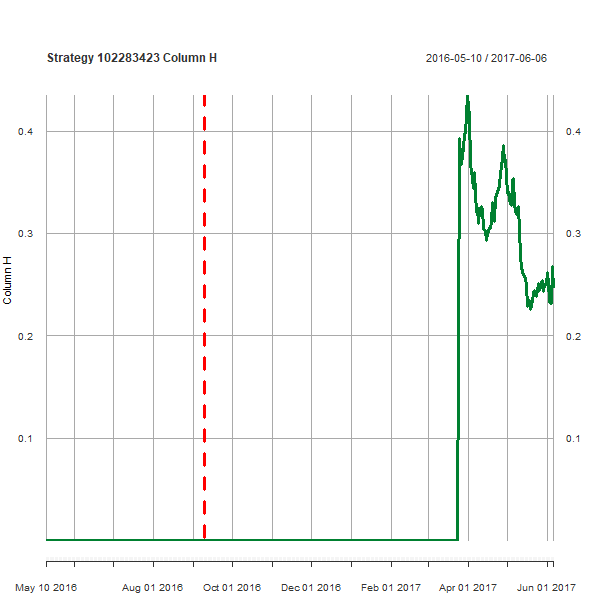 Strategy 102283423 Column H
2016-05-10 / 2017-06-06
0.4
0.4
0.3
0.3
Column H
0.2
0.2
0.1
0.1
May 10 2016
Aug 01 2016
Oct 01 2016
Dec 01 2016
Feb 01 2017
Apr 01 2017
Jun 01 2017